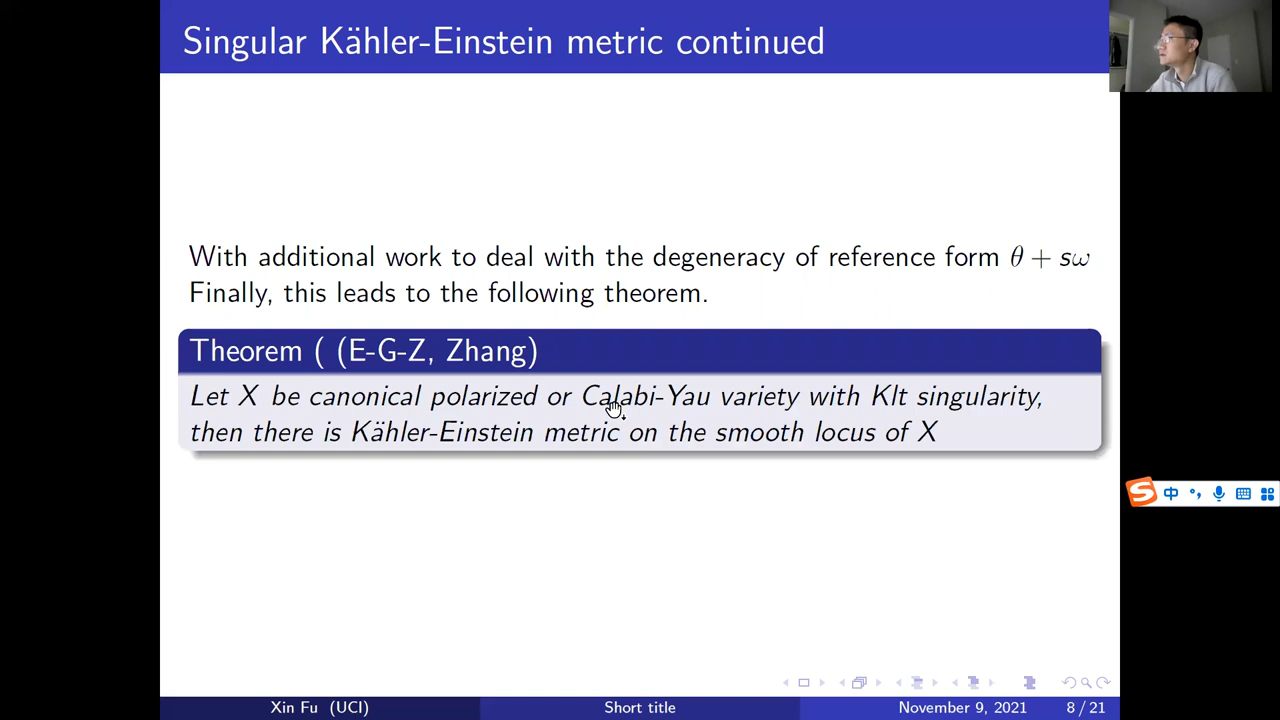 Singular Kähler-Einstein metric continued
With additional work to deal with the degeneracy of reference form θ + sω
Finally, this leads to the following theorem.
Theorem ( (E-G-Z, Zhang)
Let X be canonical polarized or Calabi-Yau variety with Klt singularity,
then there is Kähler-Einstein metric on the smooth locus of X
S 中 °,
Xin Fu (UCI) Short title November 9, 2021 8 / 21